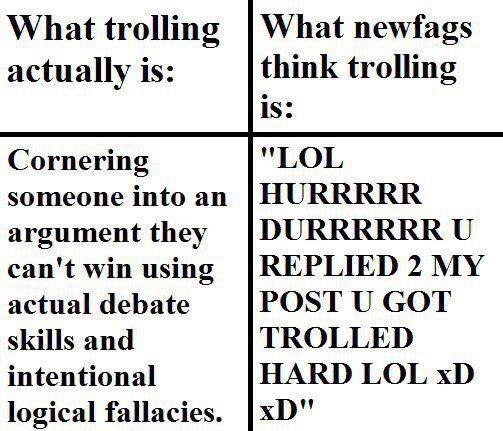 What trolling
actually is:
What newfags
think trolling
is:
Cornering
someone into an
argument they
can't win using
actual debate
skills and
intentional
logical fallacies.
"LOL
HURRRRR
DURRRRRR U
REPLIED 2 MY
POST U GOT
TROLLED
HARD LOL xD
xD"